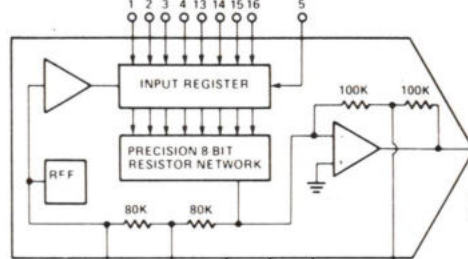 1 2 3 4 13 14 15 16 5
INPUT REGISTER
100K 100K
PRECISION 8 BIT
RESISTOR NETWORK
REF
80K 80K